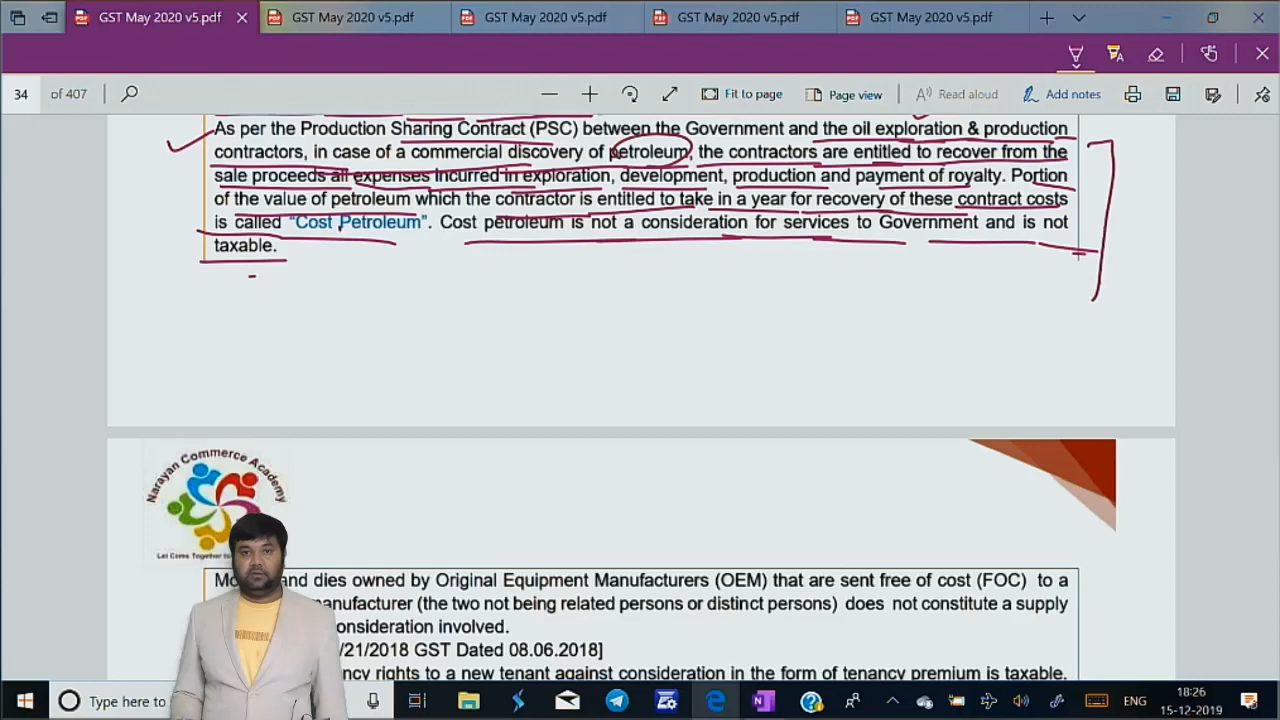 GST May 2020 v5.pdf GST May 2020 v5.pdf GST May 2020 v5.pdf GST May 2020 v5.pdf GST May 2020 v5.pdf
34 of 407 Fit to page Page view Read aloud Add notes
As per the Production Sharing Contract (PSC) between the Government and the oil exploration & production
contractors, in case of a commercial discovery of petroleum, the contractors are entitled to recover from the
sale proceeds all expenses incurred in exploration, development, production and payment of royalty. Portion
of the value of petroleum which the contractor is entitled to take in a year for recovery of these contract costs
is called “Cost Petroleum”. Cost petroleum is not a consideration for services to Government and is not
taxable.
Narayan Commerce Academy
Let Come Together to
and dies owned by Original Equipment Manufacturers (OEM) that are sent free of cost (FOC) to a
manufacturer (the two not being related persons or distinct persons) does not constitute a supply
consideration involved.
/21/2018 GST Dated 08.06.2018]
rights to a new tenant against consideration in the form of tenancy premium is taxable.
Type here to ENG 18:26
15-12-2019